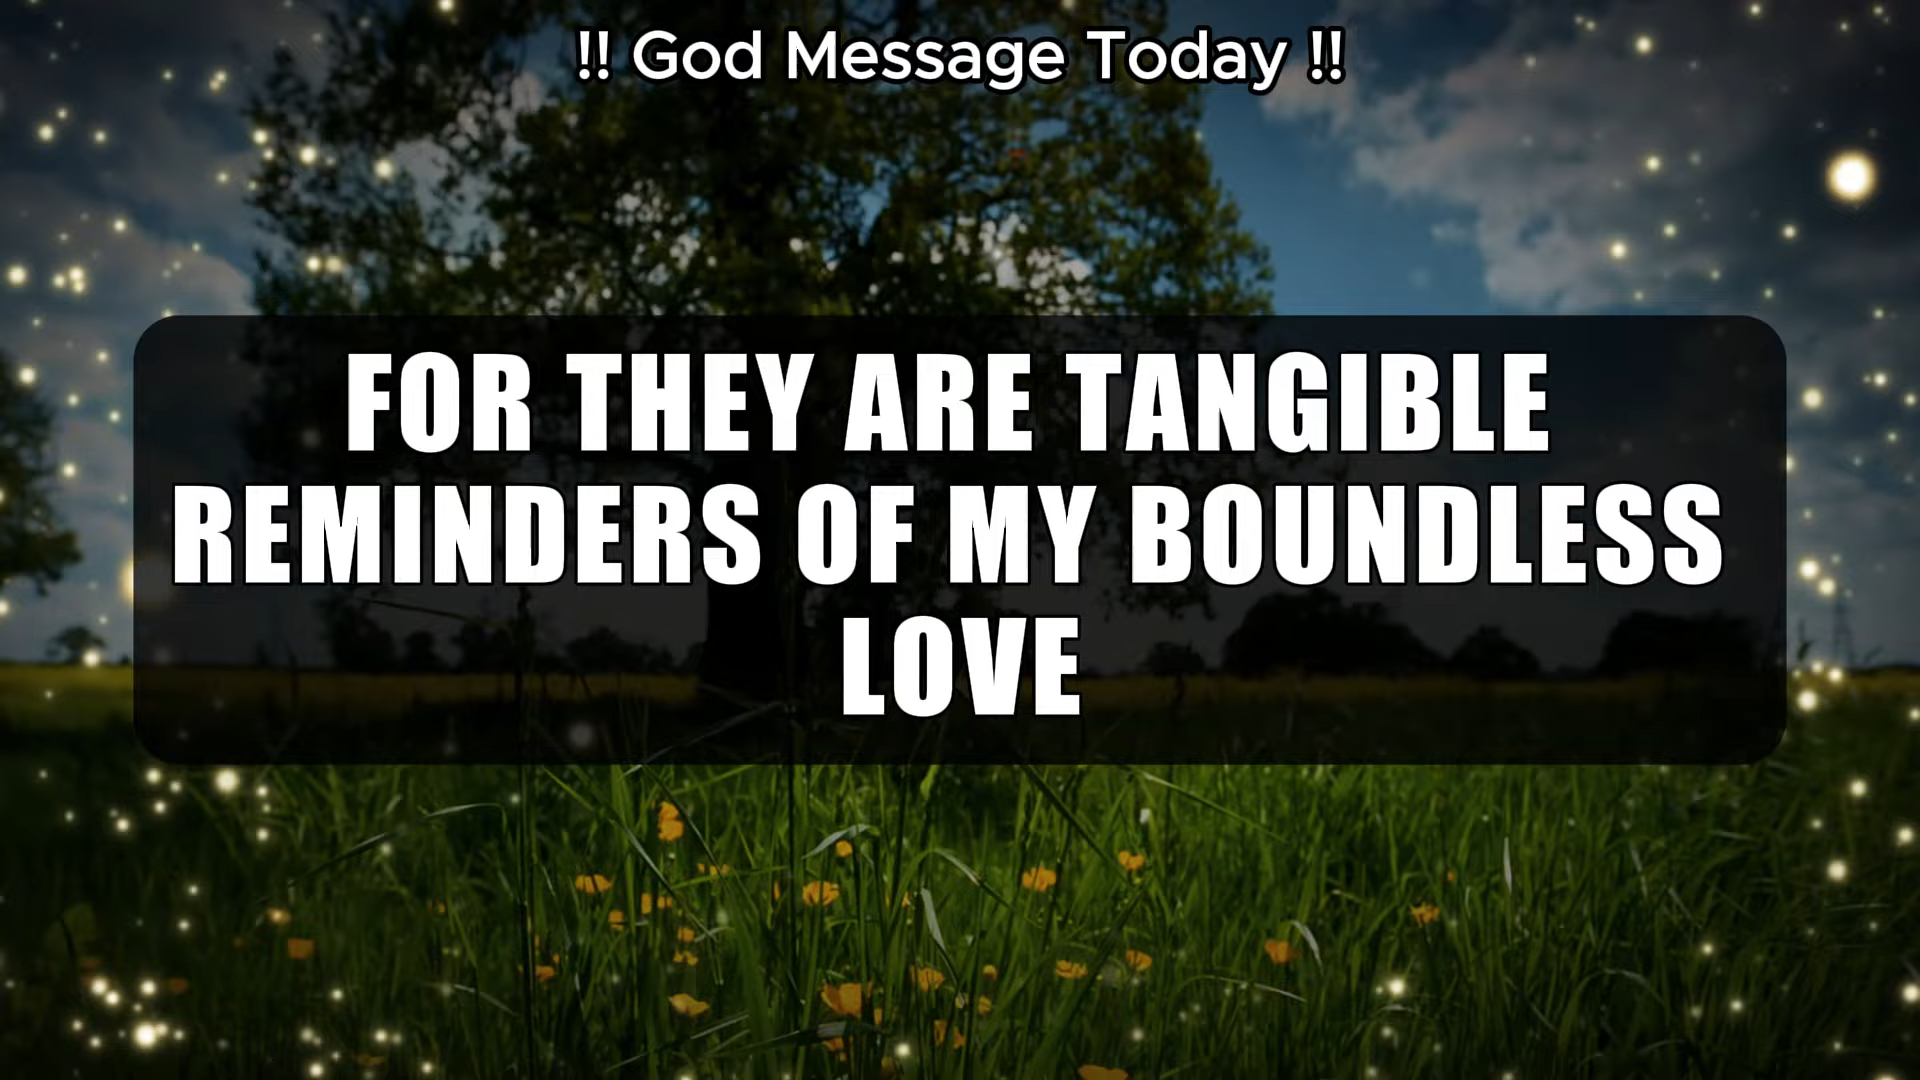 !! God Message Today !!
FOR THEY ARE TANGIBLE
REMINDERS OF MY BOUNDLESS
LOVE